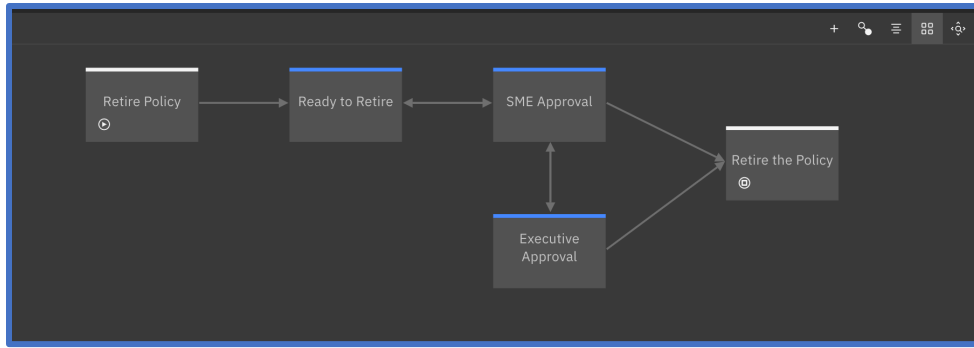 Retire Policy
Ready to Retire
SME Approval
Retire the Policy
Executive
Approval